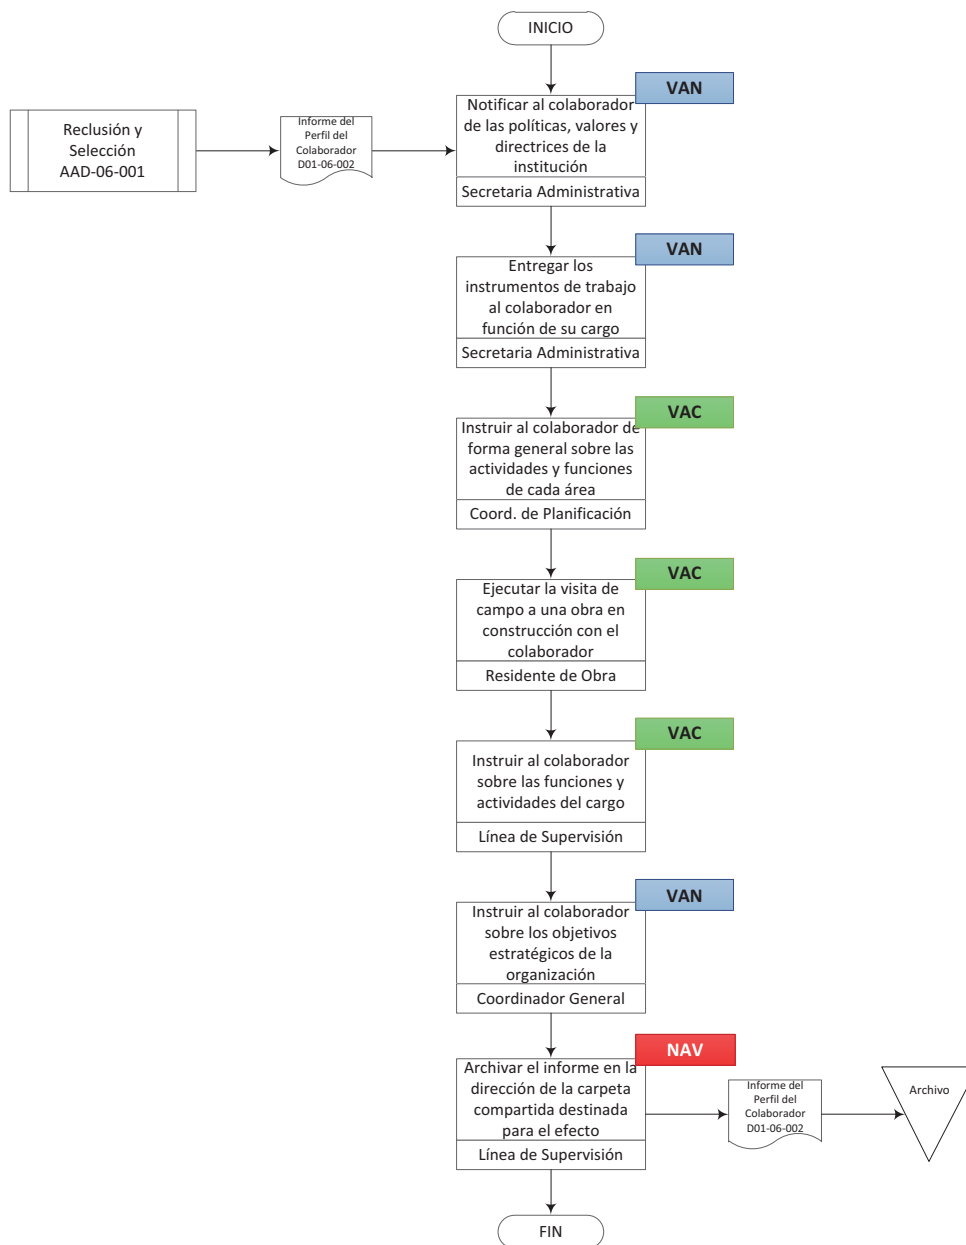 INICIO
VAN
Notificar al colaborador
de las políticas, valores y
directrices de la
institución
Secretaria Administrativa
Reclusión y
Selección
AAD-06-001
Informe del
Perfil del
Colaborador
D01-06-002
VAN
Entregar los
instrumentos de trabajo
al colaborador en
función de su cargo
Secretaria Administrativa
VAC
Instruir al colaborador de
forma general sobre las
actividades y funciones
de cada área
Coord. de Planificación
VAC
Ejecutar la visita de
campo a una obra en
construcción con el
colaborador
Residente de Obra
VAC
Instruir al colaborador
sobre las funciones y
actividades del cargo
Línea de Supervisión
VAN
Instruir al colaborador
sobre los objetivos
estratégicos de la
organización
Coordinador General
NAV
Archivar el informe en la
dirección de la carpeta
compartida destinada
para el efecto
Línea de Supervisión
Informe del
Perfil del
Colaborador
D01-06-002
Archivo
FIN